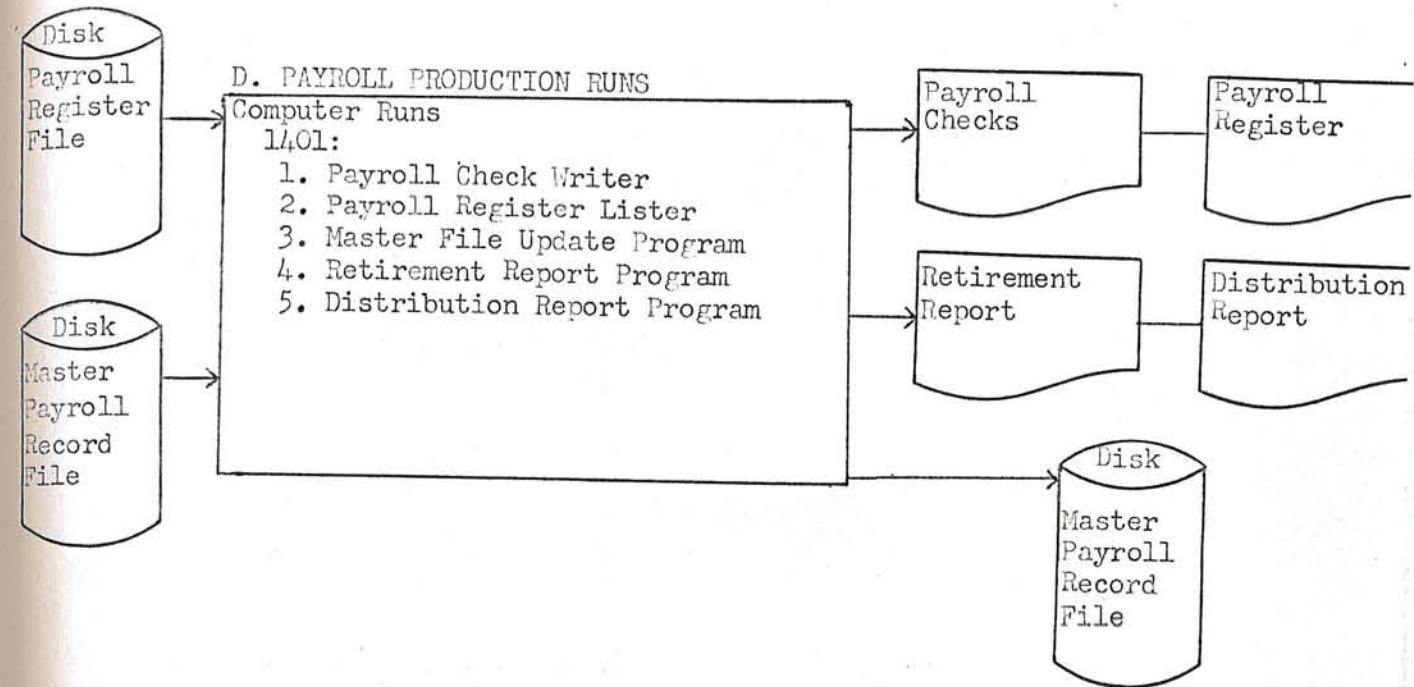 Disk
Payroll
Register
File
D. PAYROLL PRODUCTION RUNS
Computer Runs
1401:
1. Payroll Check Writer
2. Payroll Register Lister
3. Master File Update Program
4. Retirement Report Program
5. Distribution Report Program
Payroll
Checks
Payroll
Register
Disk
Master
Payroll
Record
File
Retirement
Report
Distribution
Report
Disk
Master
Payroll
Record
File